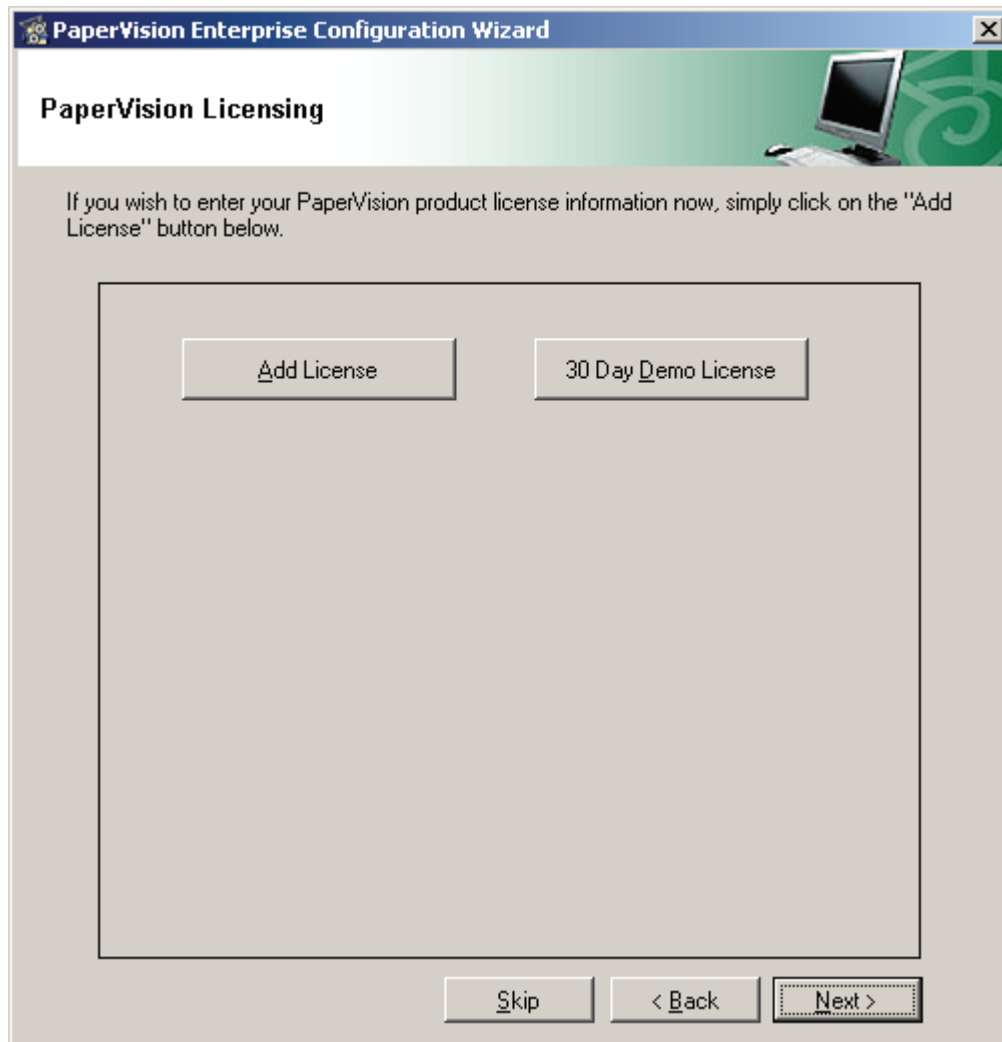 PaperVision Enterprise Configuration Wizard
PaperVision Licensing
If you wish to enter your PaperVision product license information now, simply click on the "Add
License" button below.
Add License
30 Day Demo License
Skip
< Back
Next >